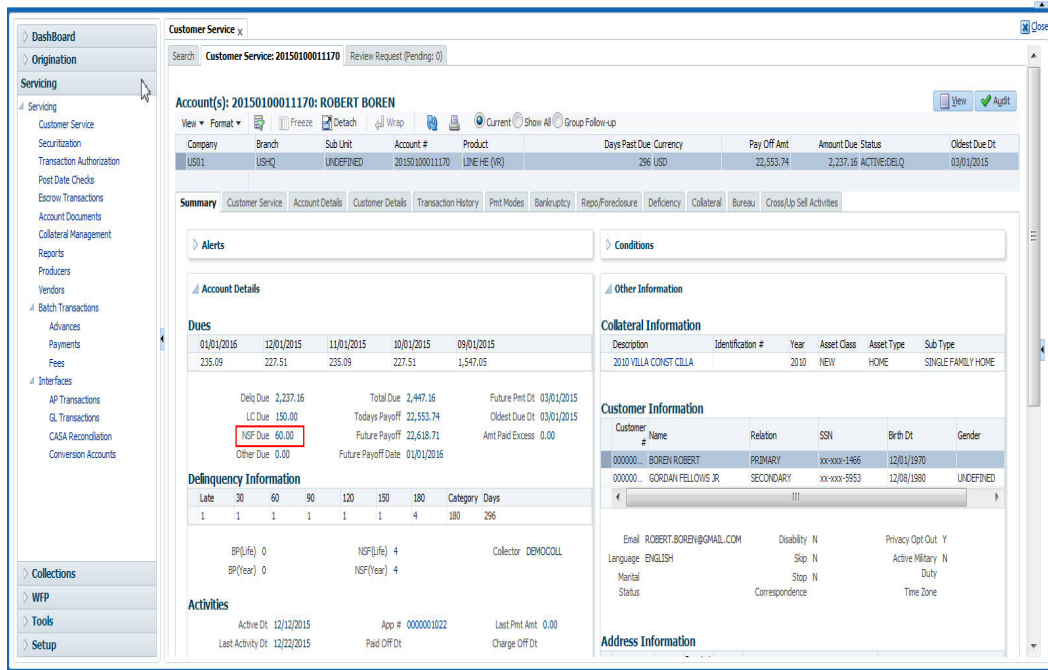 DashBoard
Origination
Servicing
Servicing
Customer Service
Securitization
Transaction Authorization
Post Date Checks
Escrow Transactions
Account Documents
Collateral Management
Reports
Producers
Vendors
Batch Transactions
Advances
Payments
Fees
Interfaces
AP Transactions
GL Transactions
CASA Reconciliation
Conversion Accounts
Collections
WFP
Tools
Setup
Customer Service x
Close
Search Customer Service: 20150100011170 Review Request (Pending: 0)
Account(s): 20150100011170: ROBERT BOREN
View Audit
View Format Freeze Detach Wrap Current Show All Group Follow-up
Company Branch Sub Unit Account # Product Days Past Due Currency Pay Off Amt Amount Due Status Oldest Due Dt
US01 USHQ UNDEFINED 20150100011170 LINE HE (VR) 296 USD 22,553.74 2,237.16 ACTIVE:DELQ 03/01/2015
Summary Customer Service Account Details Customer Details Transaction History Pmt Modes Bankruptcy Repo/Foreclosure Deficiency Collateral Bureau Cross/Up Sell Activities
Alerts
Account Details
Dues
01/01/2016 12/01/2015 11/01/2015 10/01/2015 09/01/2015
235.09 227.51 235.09 227.51 1,547.05
Delq Due 2,237.16 Total Due 2,447.16 Future Pmt Dt 03/01/2015
LC Due 150.00 Todays Payoff 22,553.74 Oldest Due Dt 03/01/2015
NSF Due 60.00 Future Payoff 22,618.71 Amt Paid Excess 0.00
Other Due 0.00 Future Payoff Date 01/01/2016
Delinquency Information
Late 30 60 90 120 150 180 Category Days
1 1 1 1 1 1 4 180 296
BP(Life) 0 NSF(Life) 4 Collector DEMOCOLL
BP(Year) 0 NSF(Year) 4
Activities
Active Dt 12/12/2015 App # 0000001022 Last Pmt Amt 0.00
Last Activity Dt 12/22/2015 Paid Off Dt Charge Off Dt
Conditions
Other Information
Collateral Information
Description Identification # Year Asset Class Asset Type Sub Type
2010 VILLA CONST CILLA 2010 NEW HOME SINGLE FAMILY HOME
Customer Information
Customer # Name Relation SSN Birth Dt Gender
000000... BOREN ROBERT PRIMARY xx-xxx-1466 12/01/1970
000000... GORDAN FELLOWS JR SECONDARY xx-xxx-5953 12/08/1980 UNDEFINED
Email ROBERT.BOREN@GMAIL.COM Disability N Privacy Opt Out Y
Language ENGLISH Skip N Active Military Duty N
Marital Status Stop Correspondence N Time Zone
Address Information